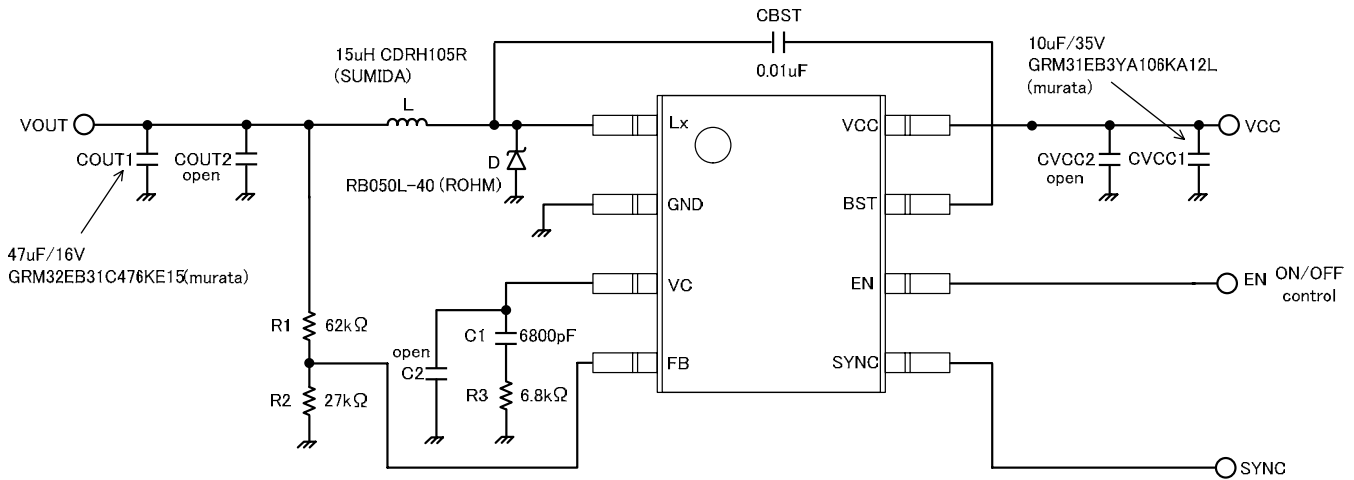 CBST
0.01uF
15uH CDRH105R
(SUMIDA)
L
10uF/35V
GRM31EB3YA106KA12L
(murata)
VOUT
COUT1
COUT2
open
D
RB050L-40 (ROHM)
47uF/16V
GRM32EB31C476KE15(murata)
Lx
GND
VC
FB
VCC
BST
EN
SYNC
CVCC2
open
CVCC1
VCC
EN ON/OFF
control
SYNC
R1 62kΩ
R2 27kΩ
open
C2
C1 6800pF
R3 6.8kΩ